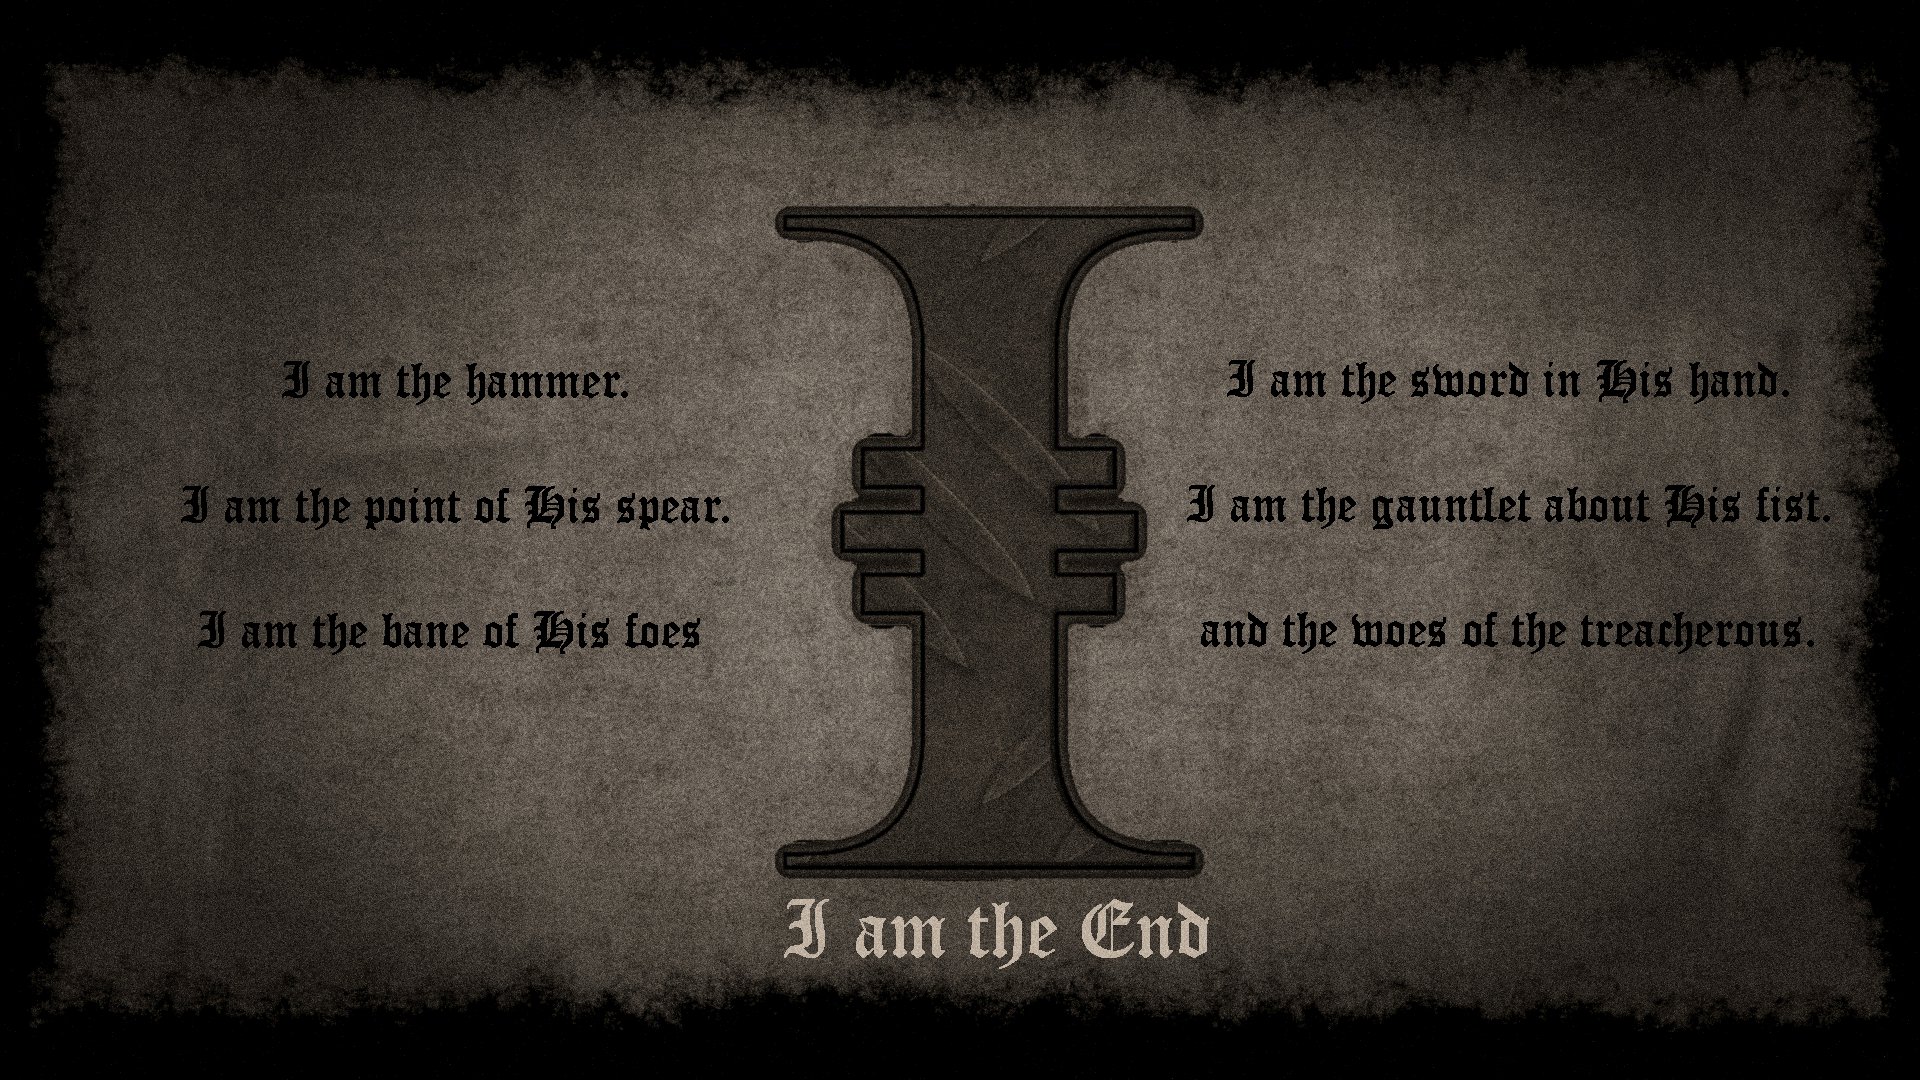 I am the hammer.
I am the sword in His hand.
I am the point of His spear.
I am the gauntlet about His fist.
I am the bane of His foes
and the woes of the treacherous.
I am the End